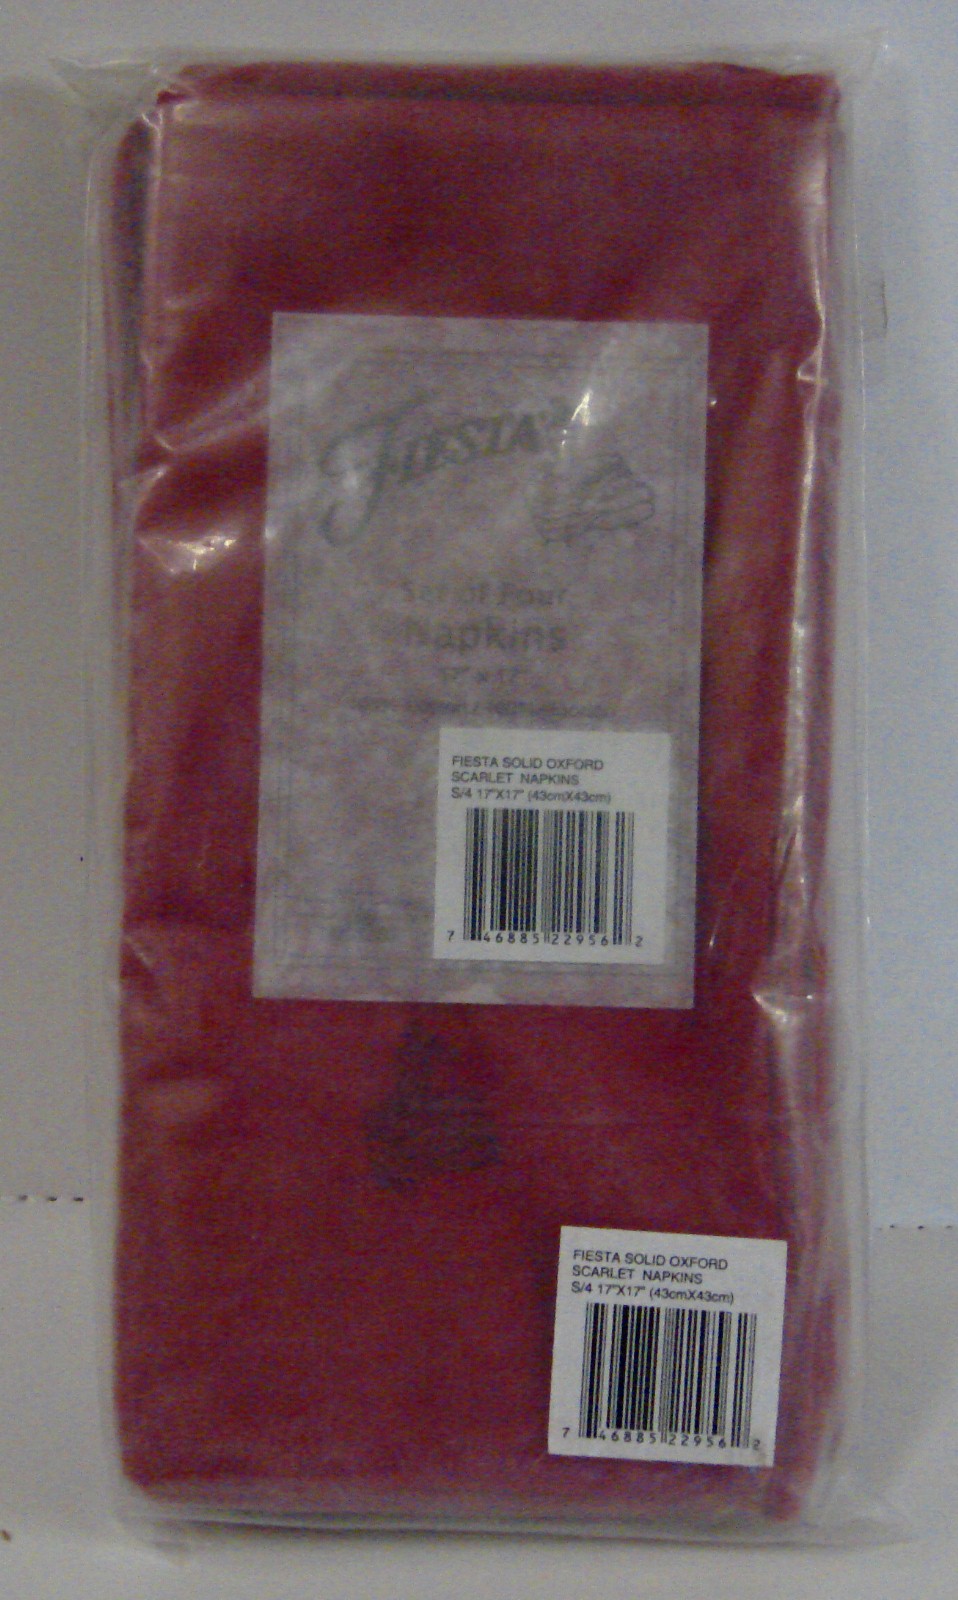 FIESTA
Set of Four
Napkins
FIESTA SOLID OXFORD
SCARLET NAPKINS
S/4 17"X17" (43cmX43cm)
7 46885 22956 2
FIESTA SOLID OXFORD
SCARLET NAPKINS
S/4 17"X17" (43cmX43cm)
7 46885 22956 2